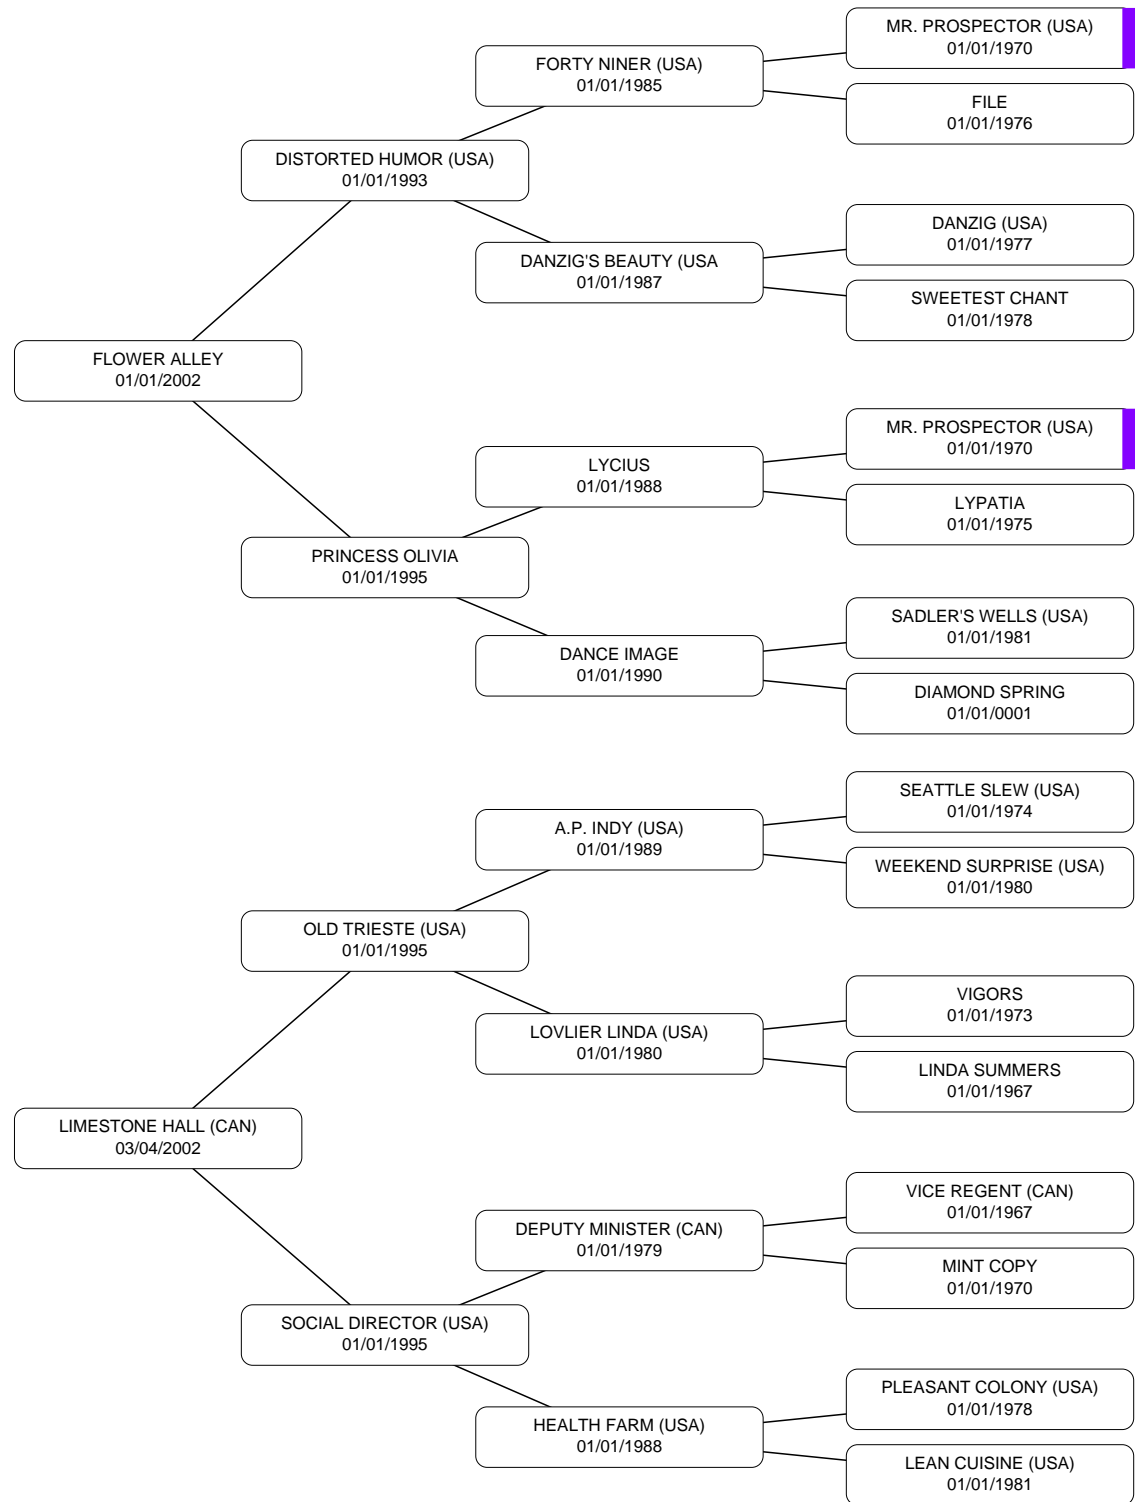 MR. PROSPECTOR (USA)
01/01/1970
FORTY NINER (USA)
01/01/1985
FILE
01/01/1976
DISTORTED HUMOR (USA)
01/01/1993
DANZIG (USA)
01/01/1977
DANZIG'S BEAUTY (USA
01/01/1987
SWEETEST CHANT
01/01/1978
FLOWER ALLEY
01/01/2002
MR. PROSPECTOR (USA)
01/01/1970
LYCIUS
01/01/1988
LYPATIA
01/01/1975
PRINCESS OLIVIA
01/01/1995
SADLER'S WELLS (USA)
01/01/1981
DANCE IMAGE
01/01/1990
DIAMOND SPRING
01/01/0001
SEATTLE SLEW (USA)
01/01/1974
A.P. INDY (USA)
01/01/1989
WEEKEND SURPRISE (USA)
01/01/1980
OLD TRIESTE (USA)
01/01/1995
VIGORS
01/01/1973
LOVLIER LINDA (USA)
01/01/1980
LINDA SUMMERS
01/01/1967
LIMESTONE HALL (CAN)
03/04/2002
VICE REGENT (CAN)
01/01/1967
DEPUTY MINISTER (CAN)
01/01/1979
MINT COPY
01/01/1970
SOCIAL DIRECTOR (USA)
01/01/1995
PLEASANT COLONY (USA)
01/01/1978
HEALTH FARM (USA)
01/01/1988
LEAN CUISINE (USA)
01/01/1981